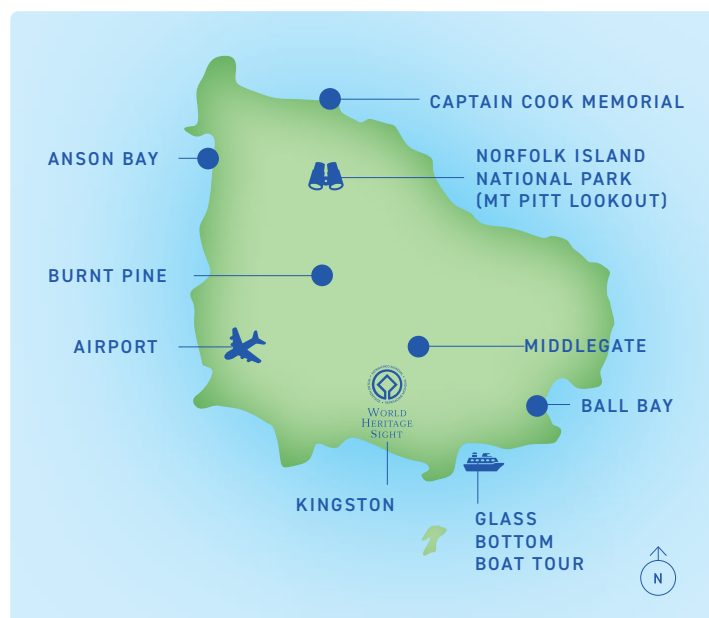 CAPTAIN COOK MEMORIAL
ANSON BAY
NORFOLK ISLAND
NATIONAL PARK
(MT PITT LOOKOUT)
BURNT PINE
AIRPORT
MIDDLEGATE
WORLD
HERITAGE
SIGHT
BALL BAY
KINGSTON
GLASS
BOTTOM
BOAT TOUR
N